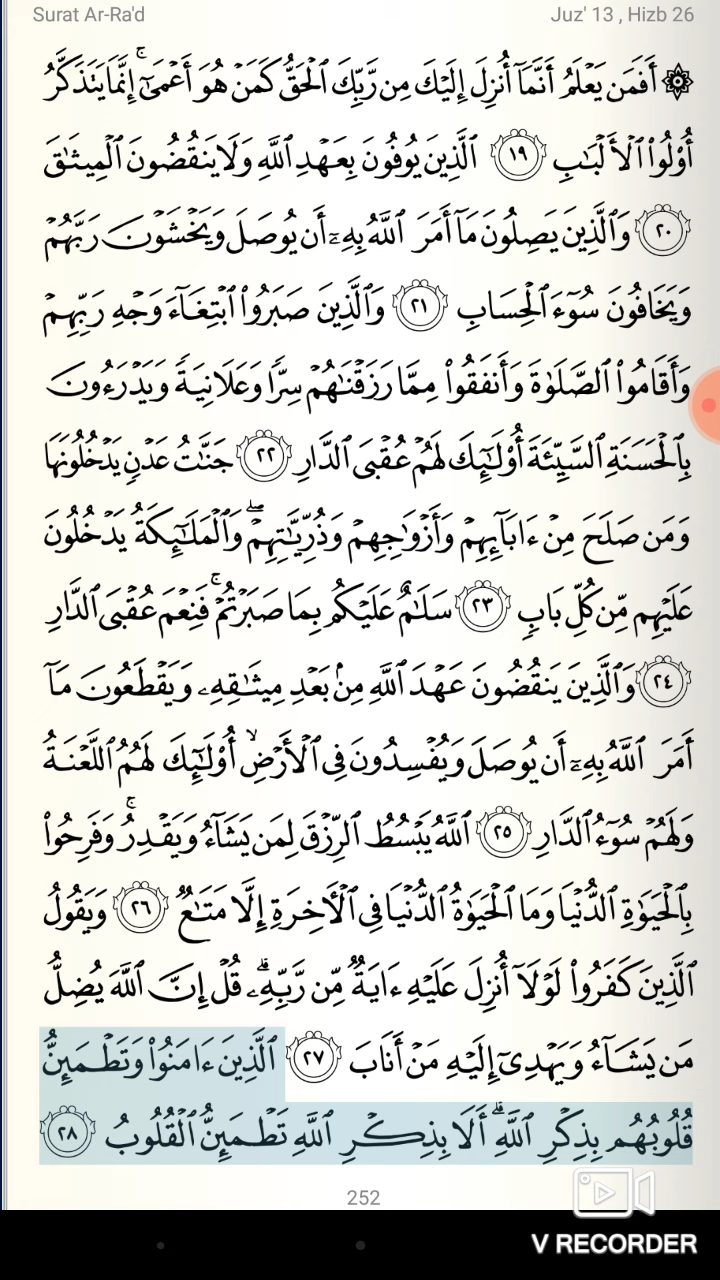 Surat Ar-Ra'd
Juz' 13 , Hizb 26
۞ أَفَمَن يَعْلَمُ أَنَّمَآ أُنزِلَ إِلَيْكَ مِن رَّبِّكَ ٱلْحَقُّ كَمَنْ هُوَ أَعْمَىٰٓ ۚ إِنَّمَا يَتَذَكَّرُ
أُو۟لُوا۟ ٱلْأَلْبَـٰبِ ١٩ ٱلَّذِينَ يُوفُونَ بِعَهْدِ ٱللَّهِ وَلَا يَنقُضُونَ ٱلْمِيثَـٰقَ
٢٠ وَٱلَّذِينَ يَصِلُونَ مَآ أَمَرَ ٱللَّهُ بِهِۦٓ أَن يُوصَلَ وَيَخْشَوْنَ رَبَّهُمْ
وَيَخَافُونَ سُوٓءَ ٱلْحِسَابِ ٢١ وَٱلَّذِينَ صَبَرُوا۟ ٱبْتِغَآءَ وَجْهِ رَبِّهِمْ
وَأَقَامُوا۟ ٱلصَّلَوٰةَ وَأَنفَقُوا۟ مِمَّا رَزَقْنَـٰهُمْ سِرًّا وَعَلَانِيَةً وَيَدْرَءُونَ
بِٱلْحَسَنَةِ ٱلسَّيِّئَةَ أُو۟لَـٰٓئِكَ لَهُمْ عُقْبَى ٱلدَّارِ ٢٢ جَنَّـٰتُ عَدْنٍ يَدْخُلُونَهَا
وَمَن صَلَحَ مِنْ ءَابَآئِهِمْ وَأَزْوَٰجِهِمْ وَذُرِّيَّـٰتِهِمْ ۖ وَٱلْمَلَـٰٓئِكَةُ يَدْخُلُونَ
عَلَيْهِم مِّن كُلِّ بَابٍ ٢٣ سَلَـٰمٌ عَلَيْكُم بِمَا صَبَرْتُمْ ۚ فَنِعْمَ عُقْبَى ٱلدَّارِ
٢٤ وَٱلَّذِينَ يَنقُضُونَ عَهْدَ ٱللَّهِ مِنۢ بَعْدِ مِيثَـٰقِهِۦ وَيَقْطَعُونَ مَآ
أَمَرَ ٱللَّهُ بِهِۦٓ أَن يُوصَلَ وَيُفْسِدُونَ فِى ٱلْأَرْضِ ۙ أُو۟لَـٰٓئِكَ لَهُمُ ٱللَّعْنَةُ
وَلَهُمْ سُوٓءُ ٱلدَّارِ ٢٥ ٱللَّهُ يَبْسُطُ ٱلرِّزْقَ لِمَن يَشَآءُ وَيَقْدِرُ ۚ وَفَرِحُوا۟
بِٱلْحَيَوٰةِ ٱلدُّنْيَا وَمَا ٱلْحَيَوٰةُ ٱلدُّنْيَا فِى ٱلْأَخِرَةِ إِلَّا مَتَـٰعٌ ٢٦ وَيَقُولُ
ٱلَّذِينَ كَفَرُوا۟ لَوْلَآ أُنزِلَ عَلَيْهِ ءَايَةٌ مِّن رَّبِّهِۦ ۗ قُلْ إِنَّ ٱللَّهَ يُضِلُّ
مَن يَشَآءُ وَيَهْدِىٓ إِلَيْهِ مَنْ أَنَابَ ٢٧ ٱلَّذِينَ ءَامَنُوا۟ وَتَطْمَئِنُّ
قُلُوبُهُم بِذِكْرِ ٱللَّهِ ۗ أَلَا بِذِكْرِ ٱللَّهِ تَطْمَئِنُّ ٱلْقُلُوبُ ٢٨
252
V RECORDER